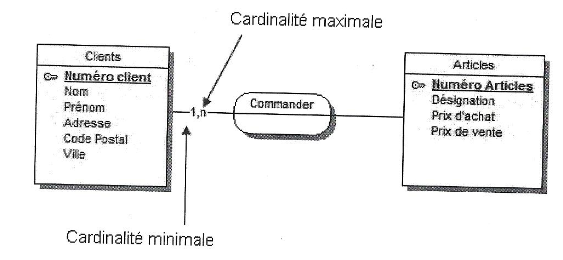 Cardinalité maximale
Clients
Numéro client
Nom
Prénom
Adresse
Code Postal
Ville
1,n
Commander
Articles
Numéro Articles
Désignation
Prix d'achat
Prix de vente
Cardinalité minimale